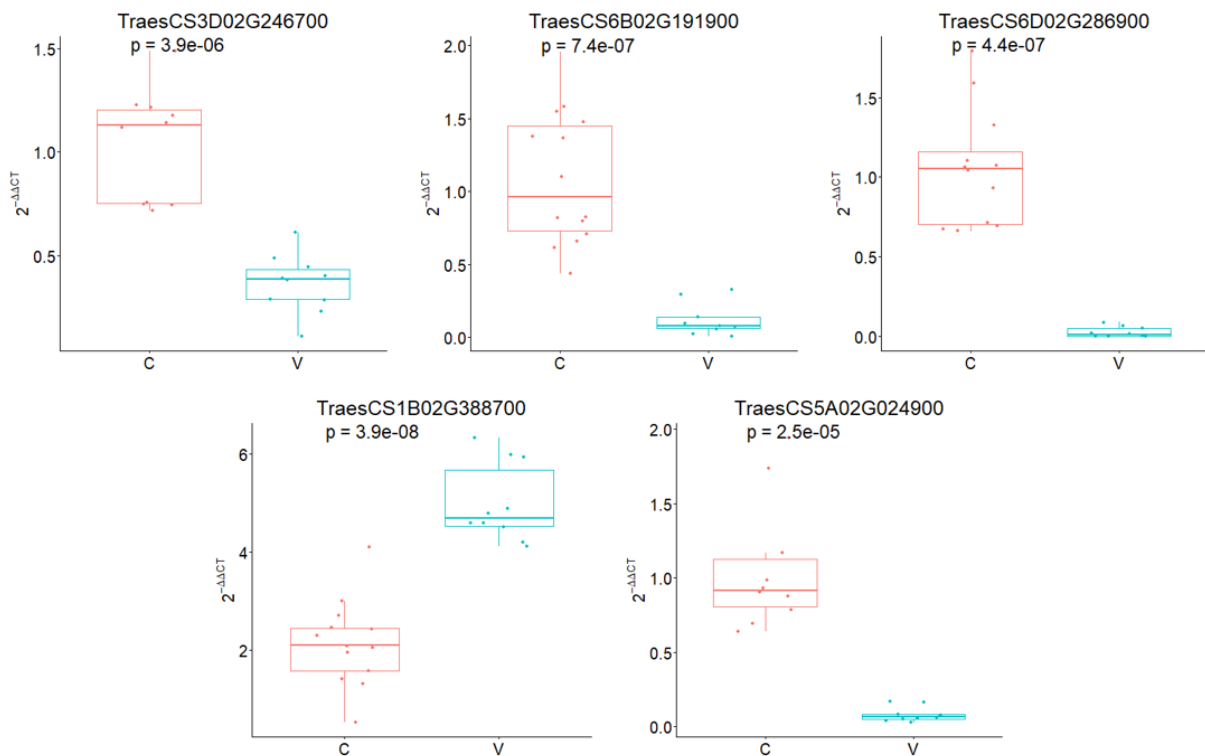 TraesCS3D02G246700
p = 3.9e-06
1.5
1.0
0.5
2^-ΔΔCT
C
V
TraesCS6B02G191900
p = 7.4e-07
2.0
1.5
1.0
0.5
0.0
2^-ΔΔCT
C
V
TraesCS6D02G286900
p = 4.4e-07
1.5
1.0
0.5
0.0
2^-ΔΔCT
C
V
TraesCS1B02G388700
p = 3.9e-08
6
4
2
2^-ΔΔCT
C
V
TraesCS5A02G024900
p = 2.5e-05
2.0
1.5
1.0
0.5
0.0
2^-ΔΔCT
C
V